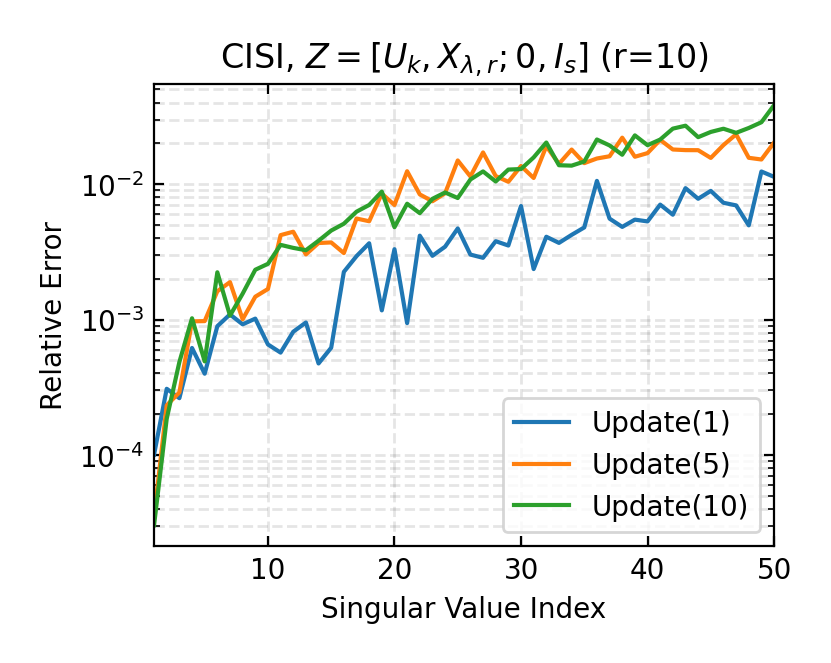 CISI, $Z = [U_k, X_{\lambda,r}; 0, I_s]$ (r=10)
Relative Error
10⁻²
10⁻³
10⁻⁴
Update(1)
Update(5)
Update(10)
10 20 30 40 50
Singular Value Index